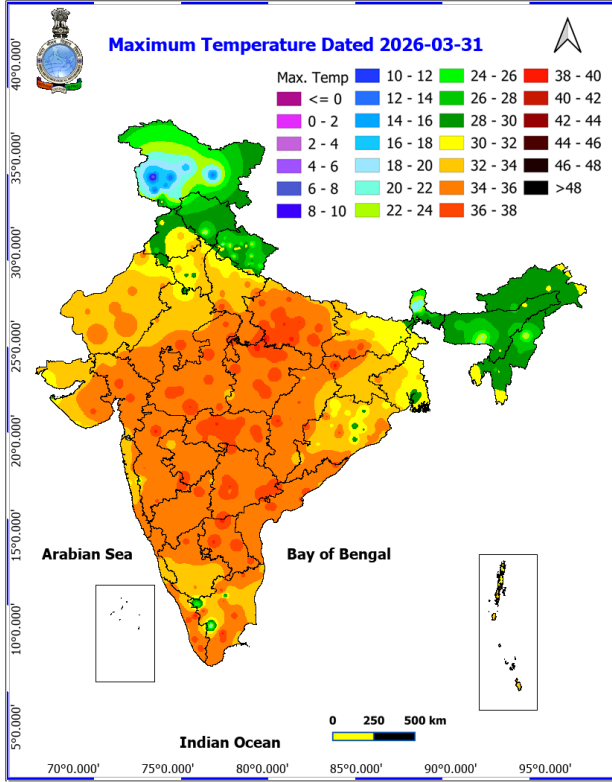 Maximum Temperature Dated 2026-03-31
Max. Temp
<= 0
0 - 2
2 - 4
4 - 6
6 - 8
8 - 10
10 - 12
12 - 14
14 - 16
16 - 18
18 - 20
20 - 22
22 - 24
24 - 26
26 - 28
28 - 30
30 - 32
32 - 34
34 - 36
36 - 38
38 - 40
40 - 42
42 - 44
44 - 46
46 - 48
>48
40°0.000'
35°0.000'
30°0.000'
25°0.000'
20°0.000'
15°0.000'
10°0.000'
5°0.000'
Arabian Sea
Bay of Bengal
Indian Ocean
0 250 500 km
70°0.000' 75°0.000' 80°0.000' 85°0.000' 90°0.000' 95°0.000'